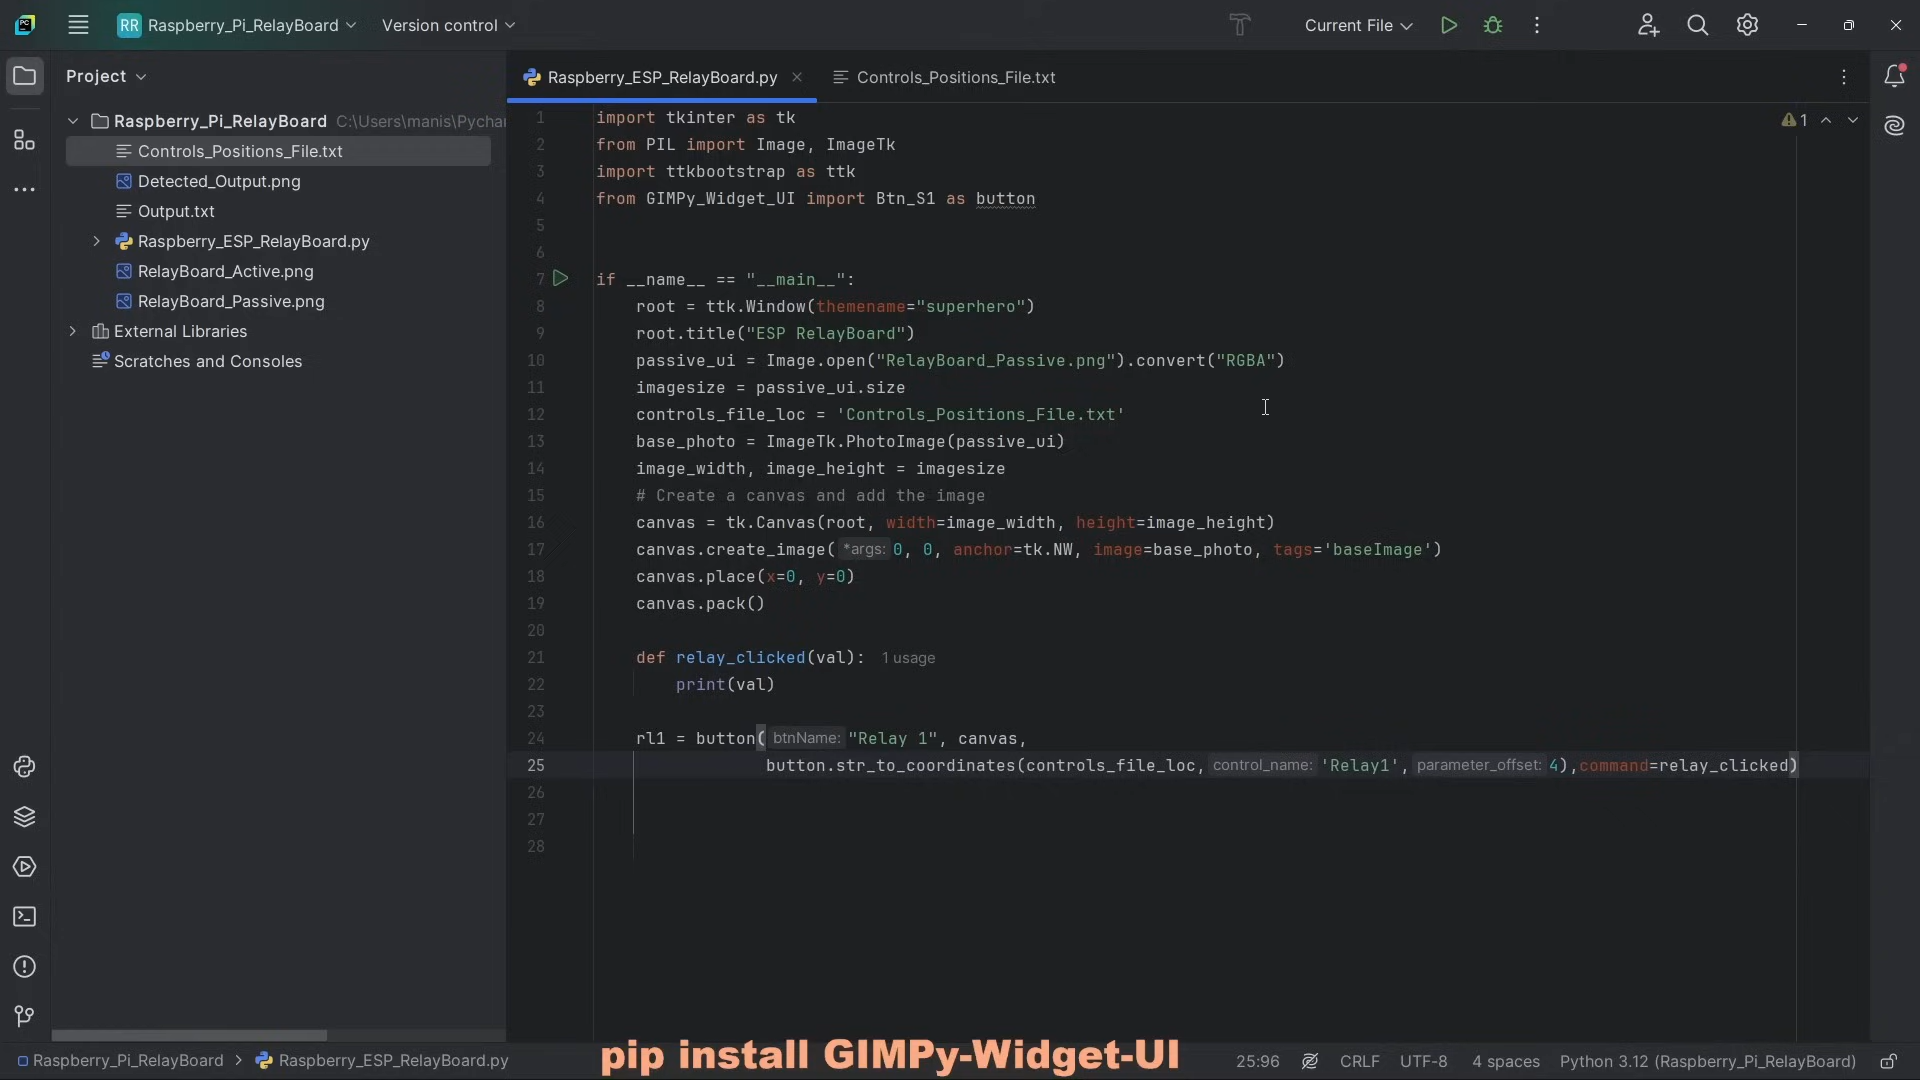 RR Raspberry_Pi_RelayBoard Version control Current File
Project
Raspberry_Pi_RelayBoard C:\Users\manis\Pychar
Controls_Positions_File.txt
Detected_Output.png
Output.txt
Raspberry_ESP_RelayBoard.py
RelayBoard_Active.png
RelayBoard_Passive.png
External Libraries
Scratches and Consoles
Raspberry_ESP_RelayBoard.py Controls_Positions_File.txt
1 import tkinter as tk
2 from PIL import Image, ImageTk
3 import ttkbootstrap as ttk
4 from GIMPy_Widget_UI import Btn_S1 as button
5
6
7 if __name__ == "__main__":
8 root = ttk.Window(themename="superhero")
9 root.title("ESP RelayBoard")
10 passive_ui = Image.open("RelayBoard_Passive.png").convert("RGBA")
11 imagesize = passive_ui.size
12 controls_file_loc = 'Controls_Positions_File.txt'
13 base_photo = ImageTk.PhotoImage(passive_ui)
14 image_width, image_height = imagesize
15 # Create a canvas and add the image
16 canvas = tk.Canvas(root, width=image_width, height=image_height)
17 canvas.create_image( *args: 0, 0, anchor=tk.NW, image=base_photo, tags='baseImage')
18 canvas.place(x=0, y=0)
19 canvas.pack()
20
21 def relay_clicked(val): 1 usage
22 print(val)
23
24 rl1 = button( btnName: "Relay 1", canvas,
25 button.str_to_coordinates(controls_file_loc, control_name: 'Relay1', parameter_offset: 4),command=relay_clicked)
26
27
28
1
Raspberry_Pi_RelayBoard > Raspberry_ESP_RelayBoard.py
pip install GIMPy-Widget-UI
25:96 CRLF UTF-8 4 spaces Python 3.12 (Raspberry_Pi_RelayBoard)